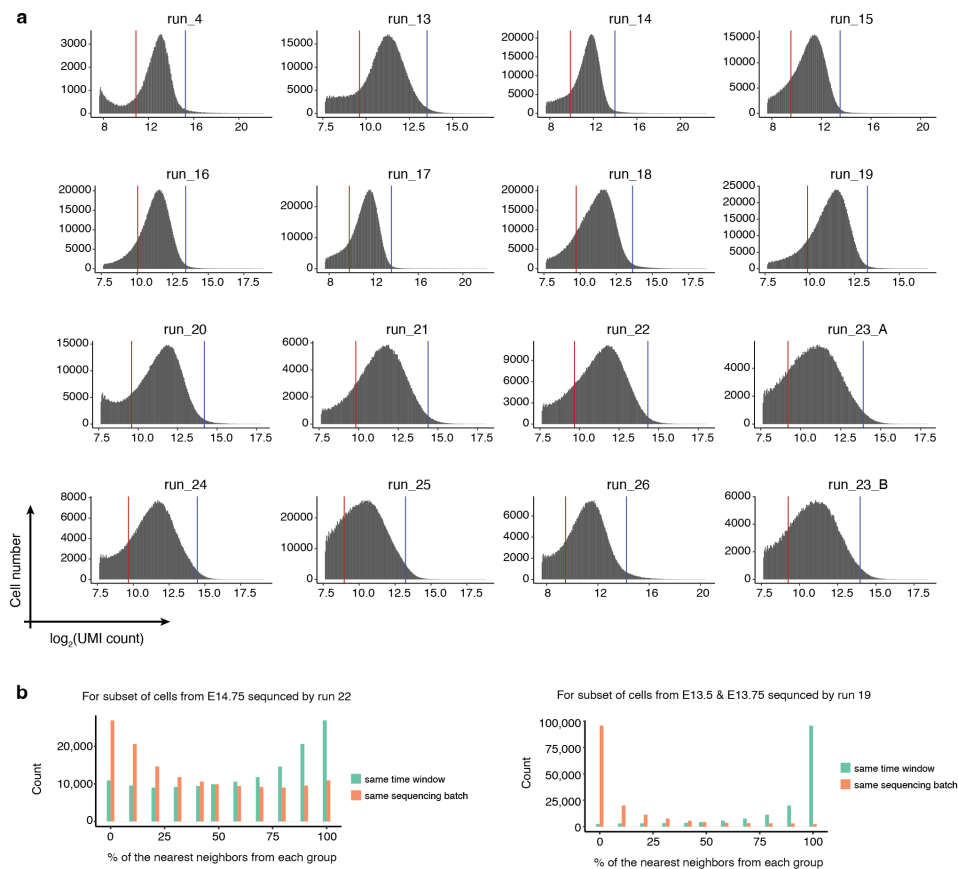 a
run_4
run_13
run_14
run_15
3000
2000
1000
0
8 12 16 20
15000
10000
5000
0
7.5 10.0 12.5 15.0
20000
15000
10000
5000
0
8 12 16 20
15000
10000
5000
0
8 12 16 20
run_16
run_17
run_18
run_19
20000
15000
10000
5000
0
7.5 10.0 12.5 15.0 17.5
20000
10000
0
7.5 10.0 12.5 15.0 17.5 20.0
20000
15000
10000
5000
0
7.5 10.0 12.5 15.0 17.5
25000
20000
15000
10000
5000
0
7.5 10.0 12.5 15.0
run_20
run_21
run_22
run_23_A
15000
10000
5000
0
7.5 10.0 12.5 15.0 17.5
6000
4000
2000
0
7.5 10.0 12.5 15.0 17.5
9000
6000
3000
0
7.5 10.0 12.5 15.0 17.5
4000
2000
0
7.5 10.0 12.5 15.0 17.5
run_24
run_25
run_26
run_23_B
8000
6000
4000
2000
0
7.5 10.0 12.5 15.0 17.5
20000
10000
0
7.5 10.0 12.5 15.0 17.5
6000
4000
2000
0
8 12 16 20
6000
4000
2000
0
7.5 10.0 12.5 15.0 17.5
Cell number
log2(UMI count)
b
For subset of cells from E14.75 sequnced by run 22
Count
20,000
10,000
0
0 25 50 75 100
% of the nearest neighbors from each group
same time window
same sequencing batch
For subset of cells from E13.5 & E13.75 sequnced by run 19
Count
100,000
75,000
50,000
25,000
0
0 25 50 75 100
% of the nearest neighbors from each group
same time window
same sequencing batch